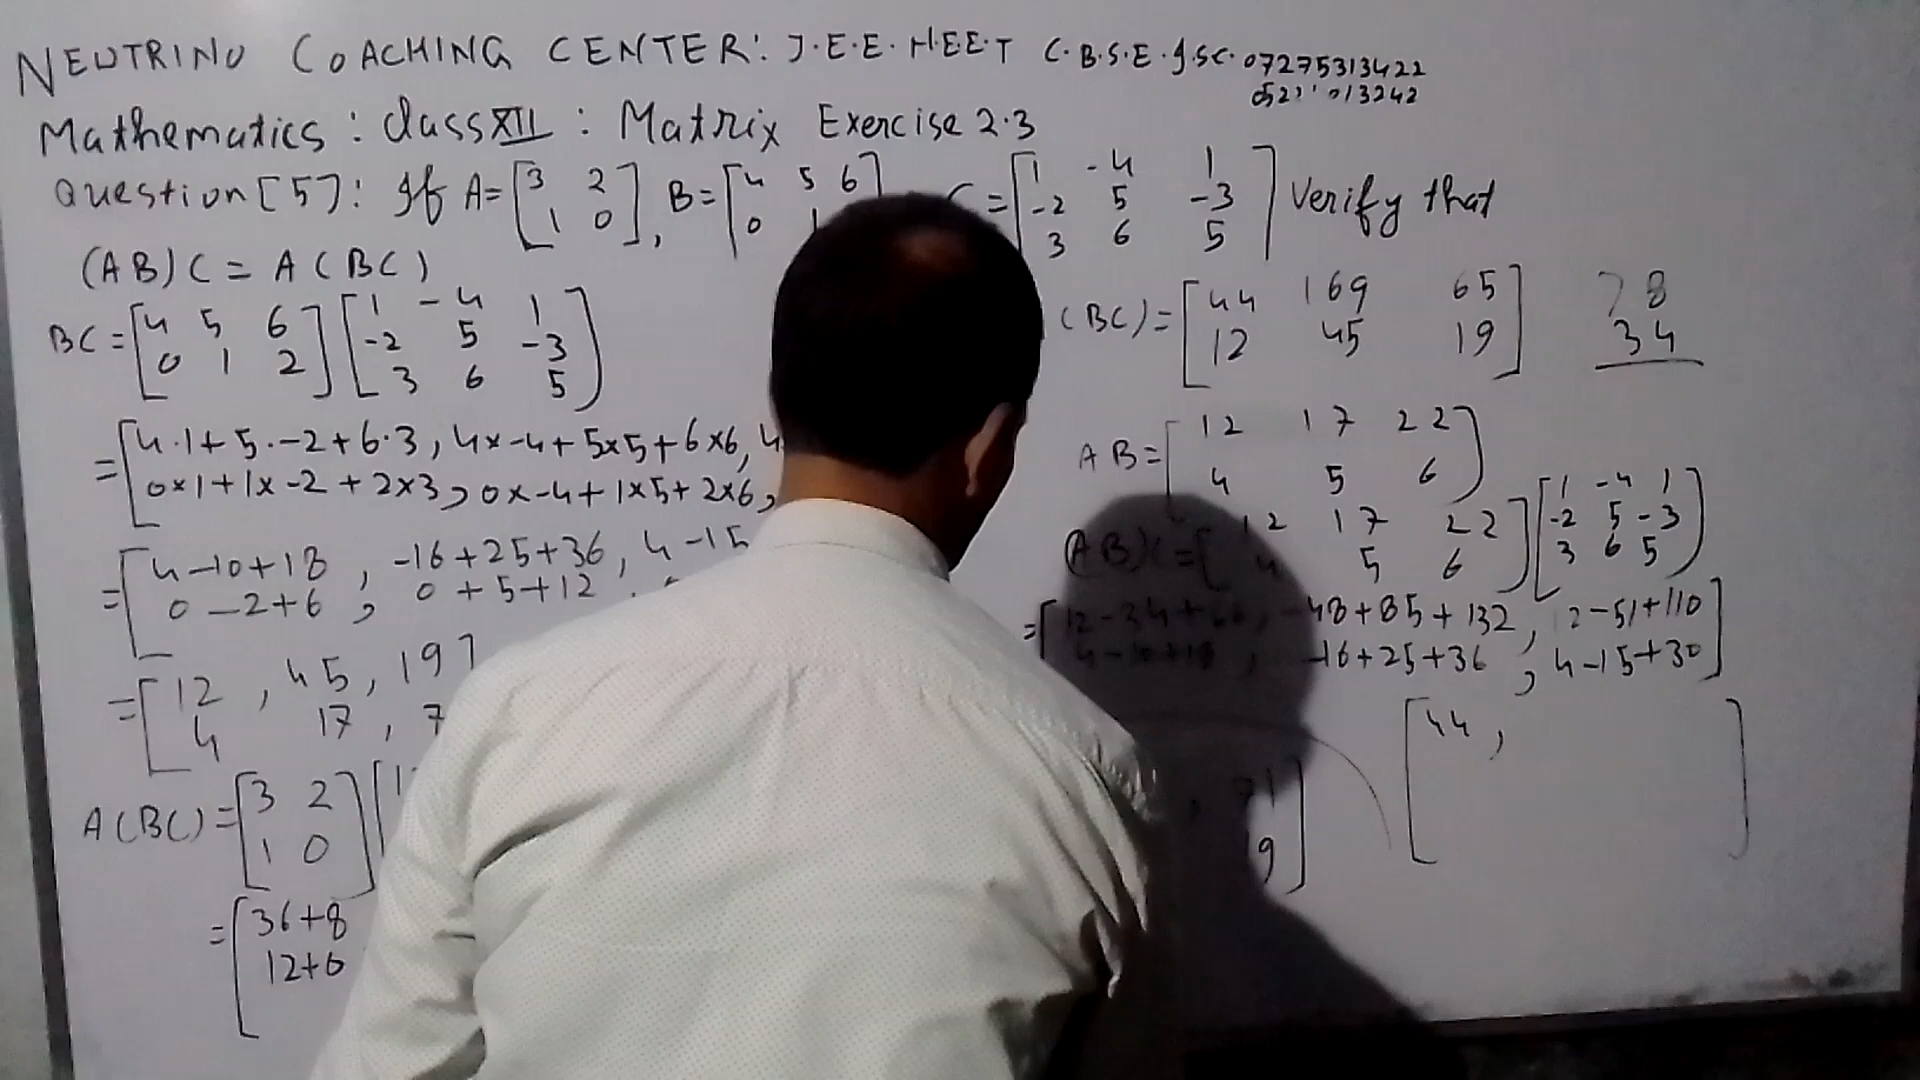 NEUTRINO COACHING CENTER: J.E.E. N.E.E.T C.B.S.E. I.SC. 07275313422
Mathematics : Class XII : Matrix Exercise 2.3
Question [5]: If A = [3 2 B = [4 5 6] = [1 -4 1
1 0], [0 -2 5 -3
3 6 5] Verify that
(AB)C = A(BC)
BC = [4 5 6 [1 -4 1
0 1 2] -2 5 -3
3 6 5]
= [4.1+5.-2+6.3, 4x-4+5x5+6x6, 4
0x1+1x-2+2x3, 0x-4+1x5+2x6,
= [4-10+18, -16+25+36, 4-15
0-2+6, 0+5+12,
= [12, 45, 19]
4 17, 7
A(BC) = [3 2
1 0] [1
= [36+8
12+0
(BC) = [44 169 65
12 45 19]
78
34
AB = [12 17 22
4 5 6]
(AB)C = [12 17 22 [1 -4 1
4 5 6] -2 5 -3
3 6 5]
= [12-34+66, -48+85+132, 12-51+110
4-10+18, -16+25+36, 4-15+30]
[44, ]
, 71
9]